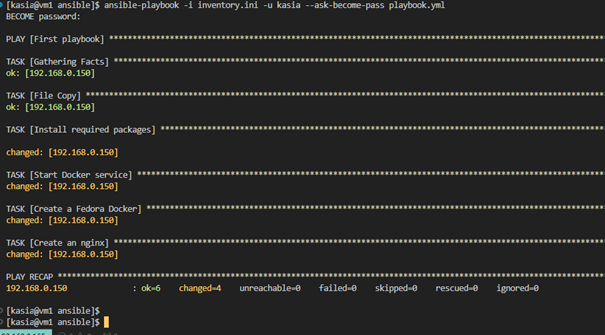 [kasia@vm1 ansible]$ ansible-playbook -i inventory.ini -u kasia --ask-become-pass playbook.yml
BECOME password:
PLAY [First playbook] ****************************************************************************************************
TASK [Gathering Facts] ***************************************************************************************************
ok: [192.168.0.150]
TASK [File Copy] *********************************************************************************************************
ok: [192.168.0.150]
TASK [Install required packages] *****************************************************************************************
changed: [192.168.0.150]
TASK [Start Docker service] **********************************************************************************************
changed: [192.168.0.150]
TASK [Create a Fedora Docker] ********************************************************************************************
changed: [192.168.0.150]
TASK [Create an nginx] ***************************************************************************************************
changed: [192.168.0.150]
PLAY RECAP ***************************************************************************************************************
192.168.0.150 : ok=6 changed=4 unreachable=0 failed=0 skipped=0 rescued=0 ignored=0
[kasia@vm1 ansible]$
[kasia@vm1 ansible]$